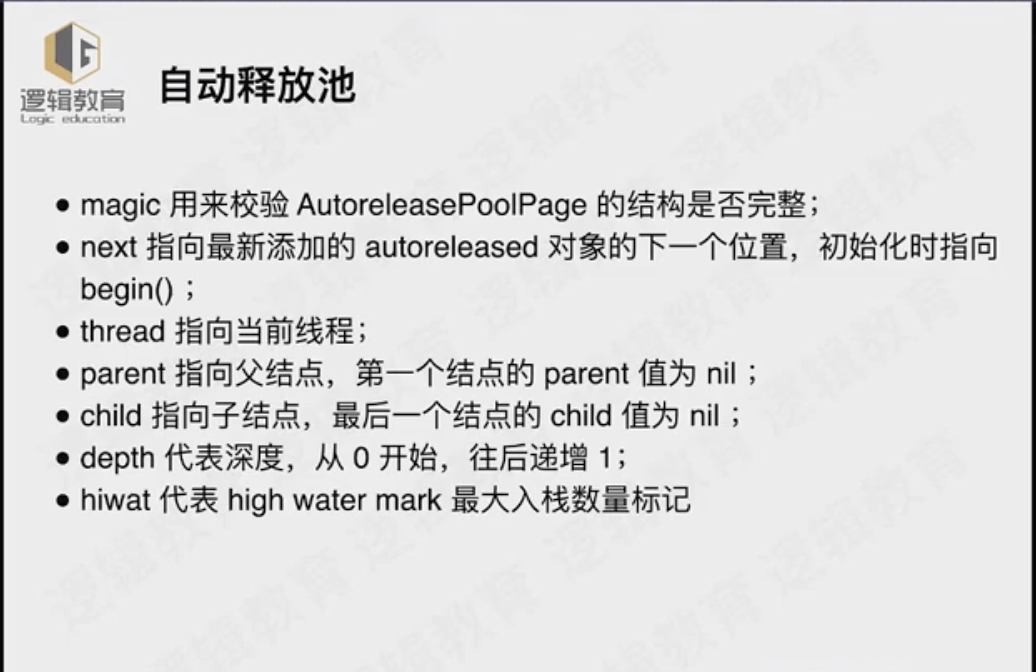 逻辑教育
Logic education
自动释放池
● magic 用来校验 AutoreleasePoolPage 的结构是否完整；
● next 指向最新添加的 autoreleased 对象的下一个位置，初始化时指向
begin() ；
● thread 指向当前线程；
● parent 指向父结点，第一个结点的 parent 值为 nil ；
● child 指向子结点，最后一个结点的 child 值为 nil ；
● depth 代表深度，从 0 开始，往后递增 1；
● hiwat 代表 high water mark 最大入栈数量标记